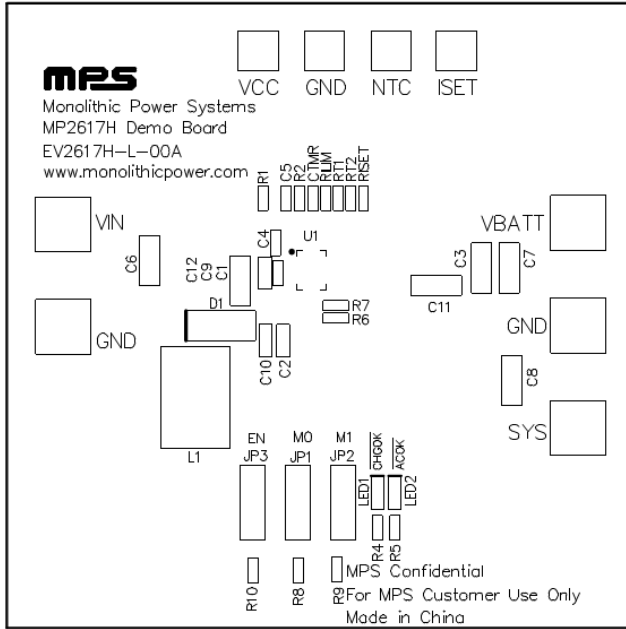 VCC GND NTC ISET
MPS
Monolithic Power Systems
MP2617H Demo Board
EV2617H-L-00A
www.monolithicpower.com
R1 C5 R2 CTMR RLIM RT1 RT2 RISET
VIN
VBATT
C6
C12 C9 C1 C4 U1
C3 C7
C11
D1
R7
R6
GND
GND
C10 C2
C8
L1
SYS
EN M0 M1 CHGOK ACOK
JP3 JP1 JP2 LED1 LED2
R4 R5
R10 R8 R9
MPS Confidential
For MPS Customer Use Only
Made in China